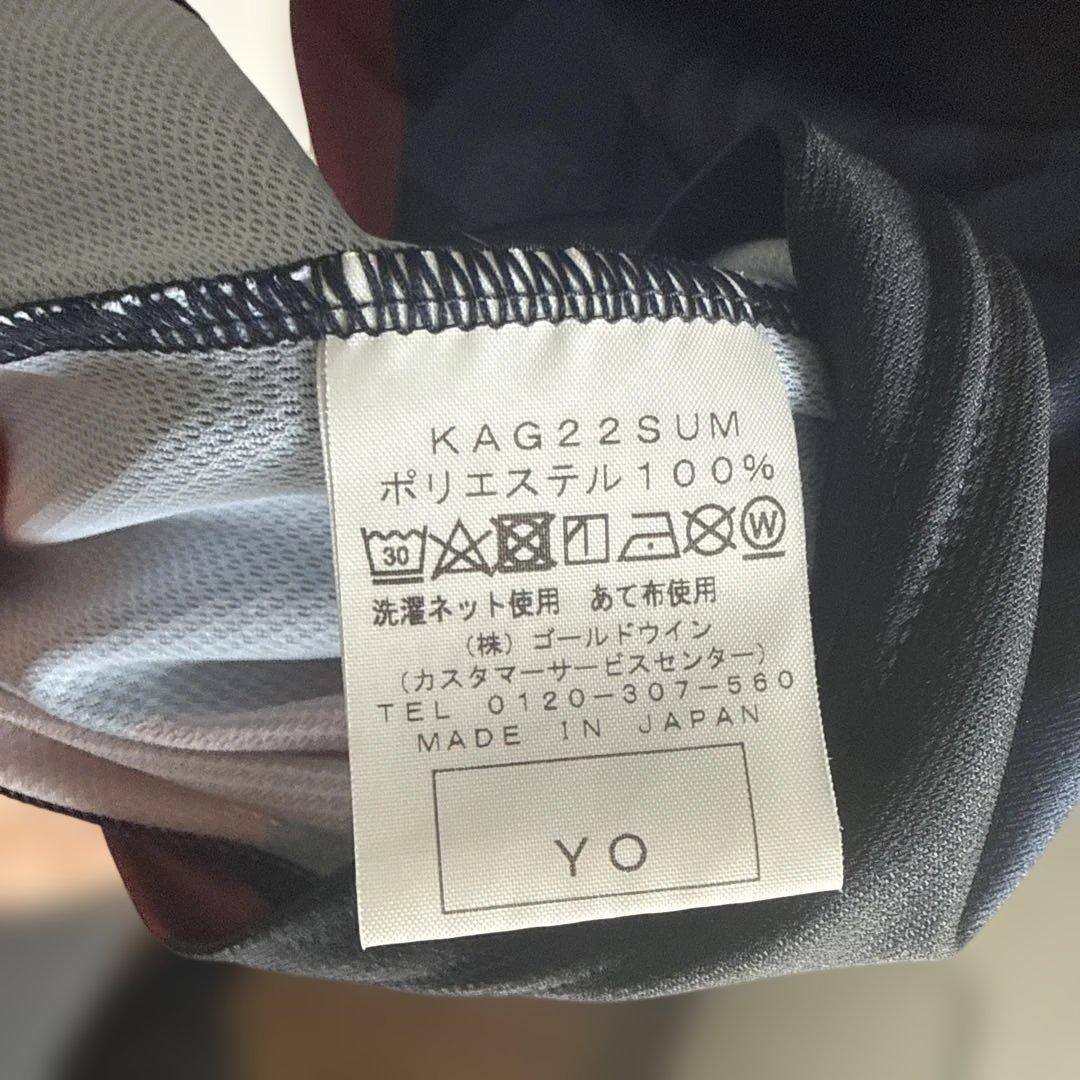 KAG22SUM
ポリエステル100%
30 W
洗濯ネット使用 あて布使用
(株)ゴールドウイン
(カスタマーサービスセンター)
TEL 0120-307-560
MADE IN JAPAN
YO